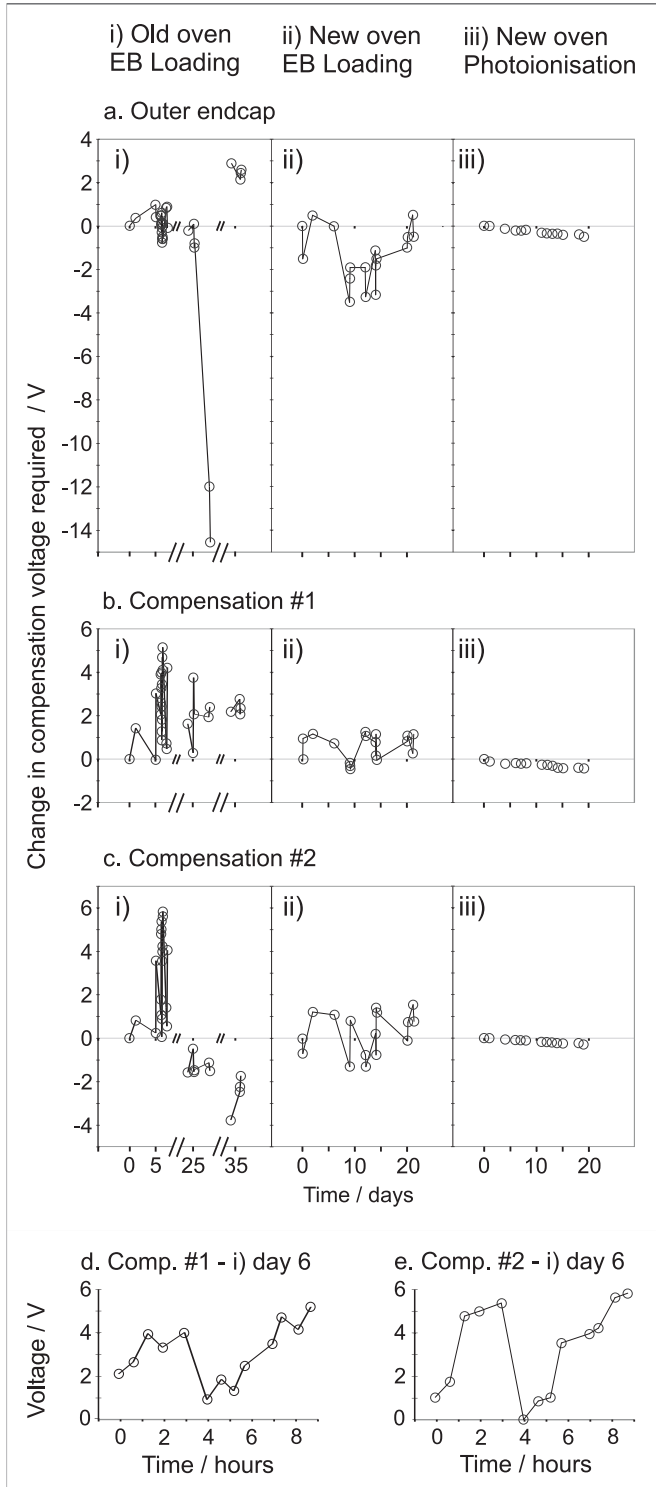 i) Old oven
EB Loading
ii) New oven
EB Loading
iii) New oven
Photoionisation
a. Outer endcap
i)
ii)
iii)
4
2
0
-2
-4
-6
-8
-10
-12
-14
Change in compensation voltage required / V
b. Compensation #1
i)
ii)
iii)
6
4
2
0
-2
c. Compensation #2
i)
ii)
iii)
6
4
2
0
-2
-4
0 5 25 35 0 10 20 0 10 20
Time / days
d. Comp. #1 - i) day 6
e. Comp. #2 - i) day 6
Voltage / V
6
4
2
0
0 2 4 6 8
Time / hours
6
4
2
0
0 2 4 6 8
Time / hours